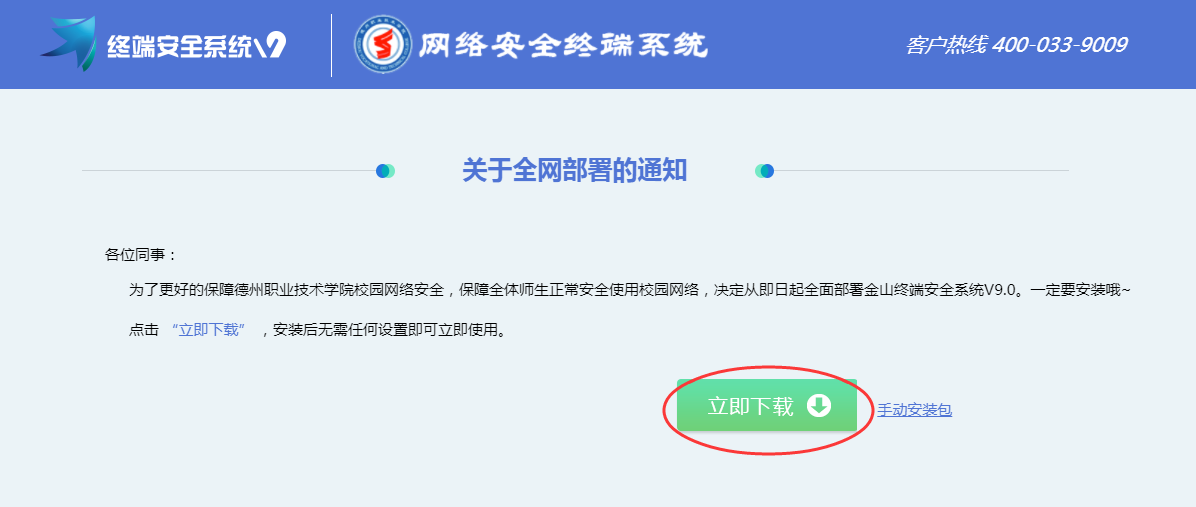 终端安全系统V9
网络安全终端系统
客户热线 400-033-9009
关于全网部署的通知
各位同事：
为了更好的保障德州职业技术学院校园网络安全，保障全体师生正常安全使用校园网络，决定从即日起全面部署金山终端安全系统V9.0。一定要安装哦~
点击 “立即下载” ，安装后无需任何设置即可立即使用。
立即下载
手动安装包